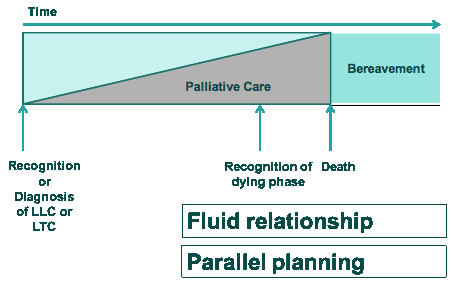 Time
Palliative Care
Bereavement
Recognition
or
Diagnosis
of LLC or
LTC
Recognition of
dying phase
Death
Fluid relationship
Parallel planning